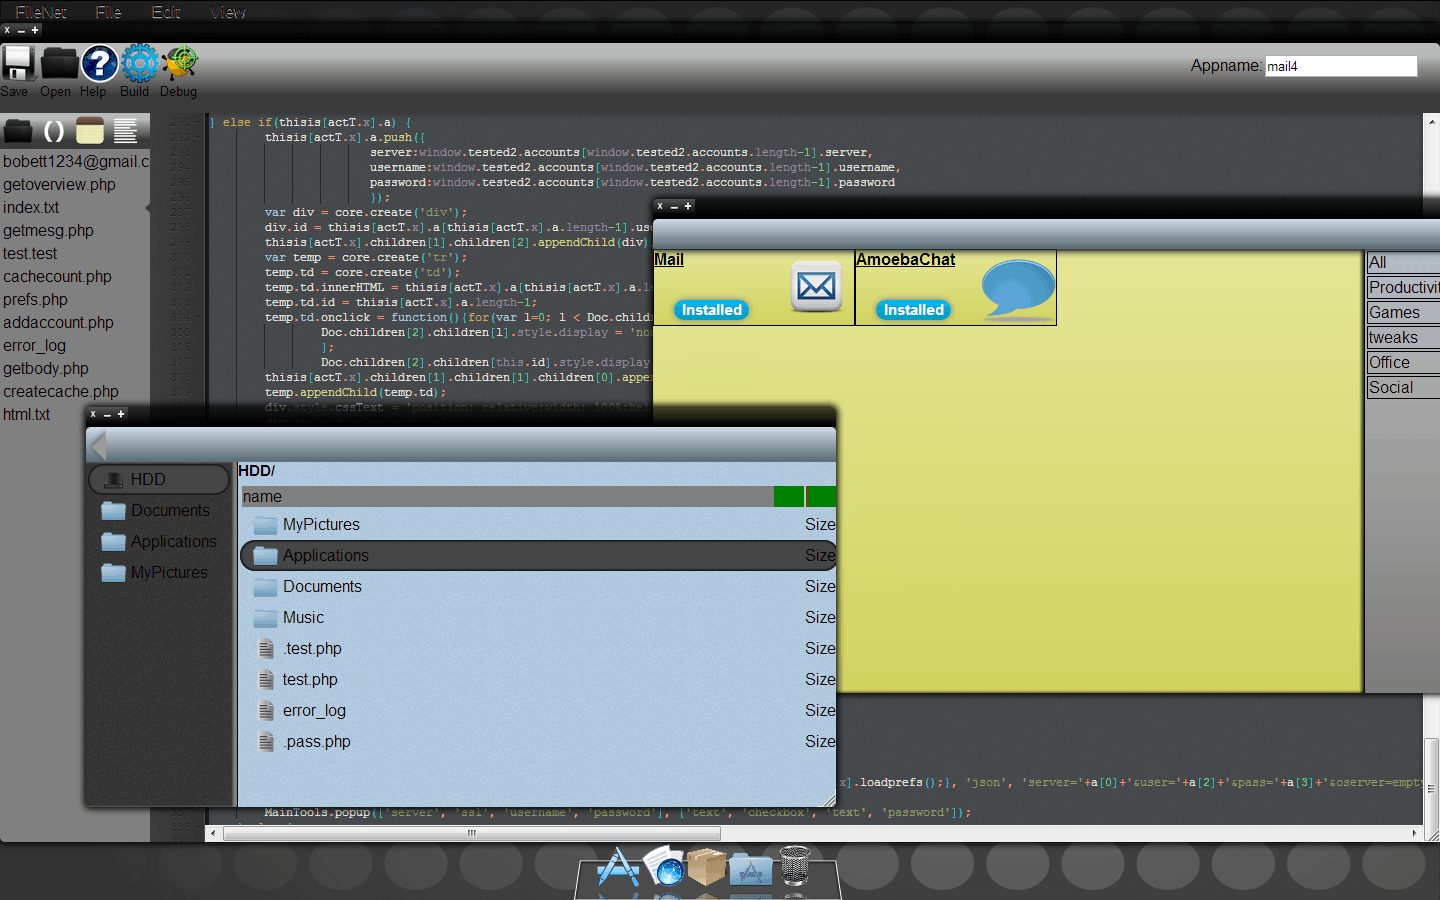 FileNet File Edit View
x – +
Save Open Help Build Debug
Appname: mail4
bobett1234@gmail.c
getoverview.php
index.txt
getmesg.php
test.test
cachecount.php
prefs.php
addaccount.php
error_log
getbody.php
createcache.php
html.txt
} else if(thisis[actT.x].a) {
thisis[actT.x].a.push({
server:window.tested2.accounts[window.tested2.accounts.length-1].server,
username:window.tested2.accounts[window.tested2.accounts.length-1].username,
password:window.tested2.accounts[window.tested2.accounts.length-1].password
});
var div = core.create('div');
div.id = thisis[actT.x].a[thisis[actT.x].a.length-1].us
thisis[actT.x].children[1].children[2].appendChild(div)
var temp = core.create('tr');
temp.td = core.create('td');
temp.td.innerHTML = thisis[actT.x].a[thisis[actT.x].a.l
temp.td.id = thisis[actT.x].a.length-1;
temp.td.onclick = function(){for(var l=0; l < Doc.child
Doc.children[2].children[l].style.display = 'no
};
Doc.children[2].children[this.id].style.display
thisis[actT.x].children[1].children[1].children[0].appe
temp.appendChild(temp.td);
div.style.cssText = 'position: relative;width: 100%;hei
x].loadprefs();}, 'json', 'server='+a[0]+'&user='+a[2]+'&pass='+a[3]+'&oserver=empty
MainTools.popup(['server', 'ssl', 'username', 'password'], ['text', 'checkbox', 'text', 'password']);
x – +
Mail
Installed
AmoebaChat
Installed
All
Productivit
Games
tweaks
Office
Social
x – +
HDD
Documents
Applications
MyPictures
HDD/
name
MyPictures Size
Applications Size
Documents Size
Music Size
.test.php Size
test.php Size
error_log Size
.pass.php Size